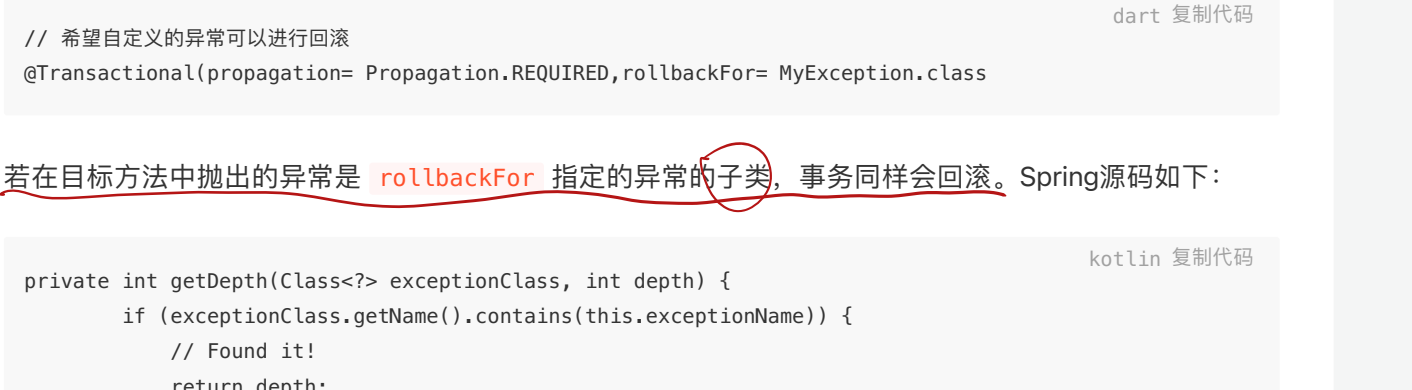 dart 复制代码
// 希望自定义的异常可以进行回滚
@Transactional(propagation= Propagation.REQUIRED,rollbackFor= MyException.class
若在目标方法中抛出的异常是 rollbackFor 指定的异常的子类，事务同样会回滚。Spring源码如下：
kotlin 复制代码
private int getDepth(Class<?> exceptionClass, int depth) {
        if (exceptionClass.getName().contains(this.exceptionName)) {
            // Found it!
            return depth;